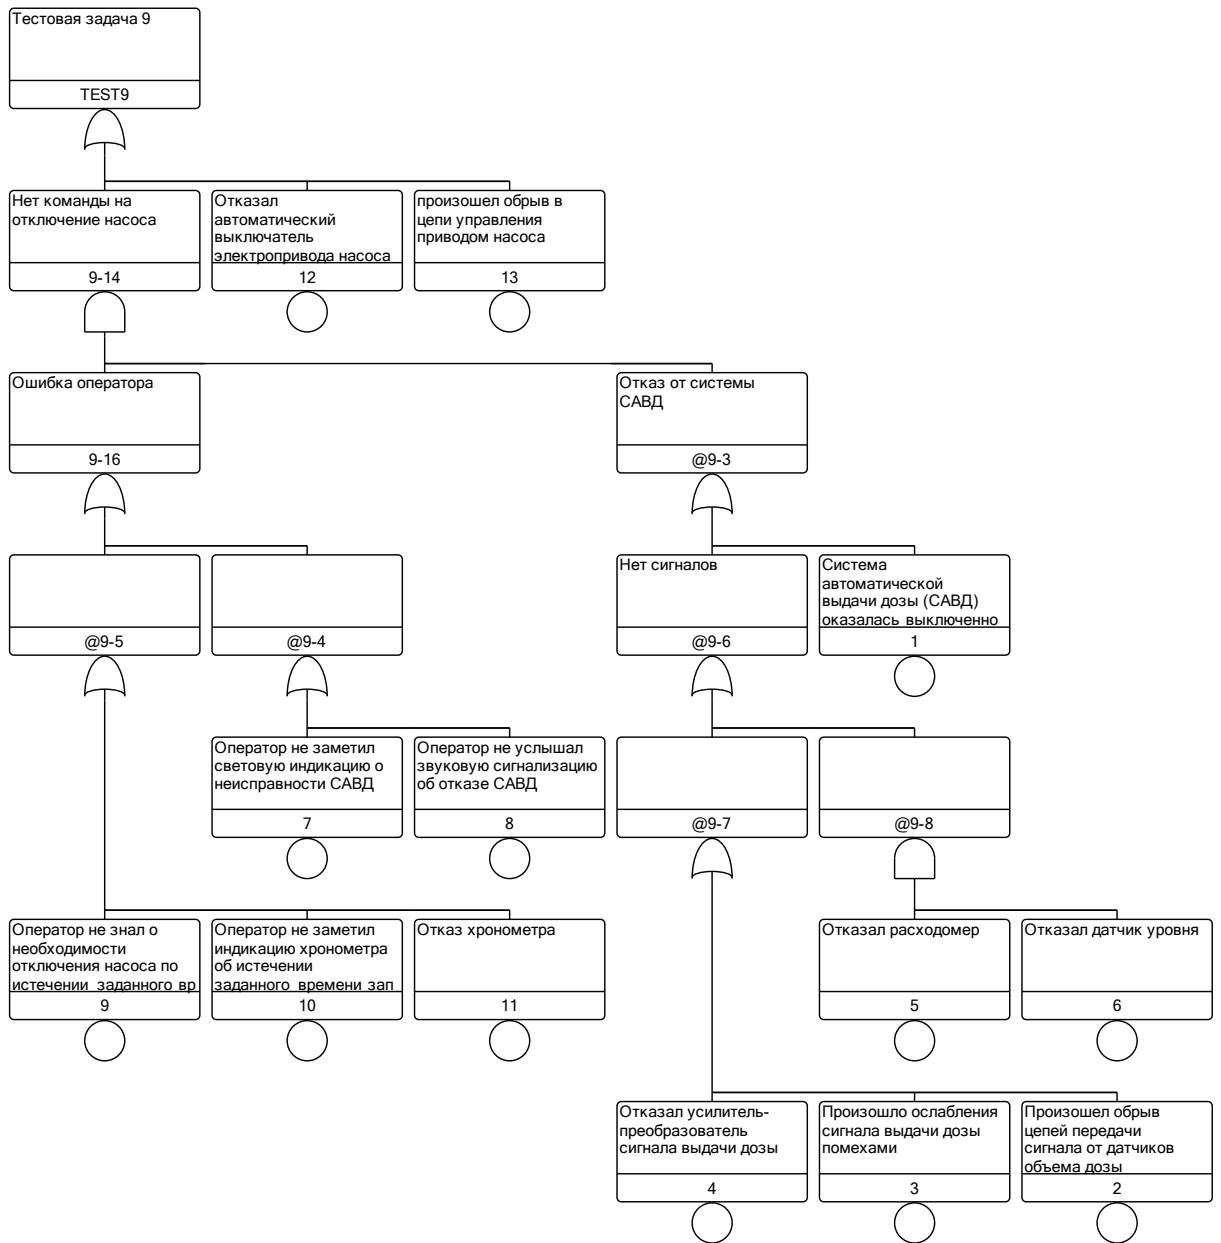 Тестовая задача 9
TEST9
Нет команды на
отключение насоса
9-14
Отказал
автоматический
выключатель
электропривода насоса
12
произошел обрыв в
цепи управления
приводом насоса
13
Ошибка оператора
9-16
Отказ от системы
САВД
@9-3
@9-5
@9-4
Нет сигналов
@9-6
Система
автоматической
выдачи дозы (САВД)
оказалась выключенно
1
Оператор не заметил
световую индикацию о
неисправности САВД
7
Оператор не услышал
звуковую сигнализацию
об отказе САВД
8
@9-7
@9-8
Оператор не знал о
необходимости
отключения насоса по
истечении заданного вр
9
Оператор не заметил
индикацию хронометра
об истечении
заданного времени зап
10
Отказ хронометра
11
Отказал расходомер
5
Отказал датчик уровня
6
Отказал усилитель-
преобразователь
сигнала выдачи дозы
4
Произошло ослабления
сигнала выдачи дозы
помехами
3
Произошел обрыв
цепей передачи
сигнала от датчиков
объема дозы
2